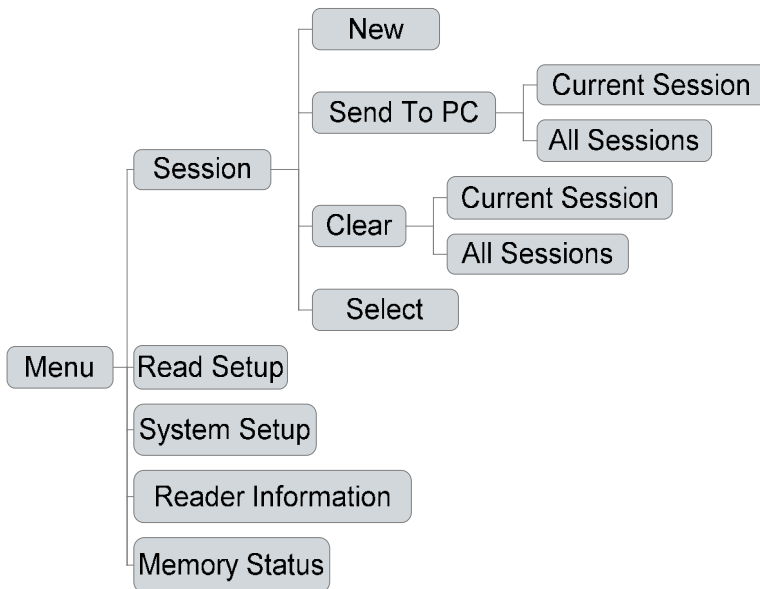 New
Send To PC
Current Session
All Sessions
Session
Clear
Current Session
All Sessions
Select
Menu
Read Setup
System Setup
Reader Information
Memory Status